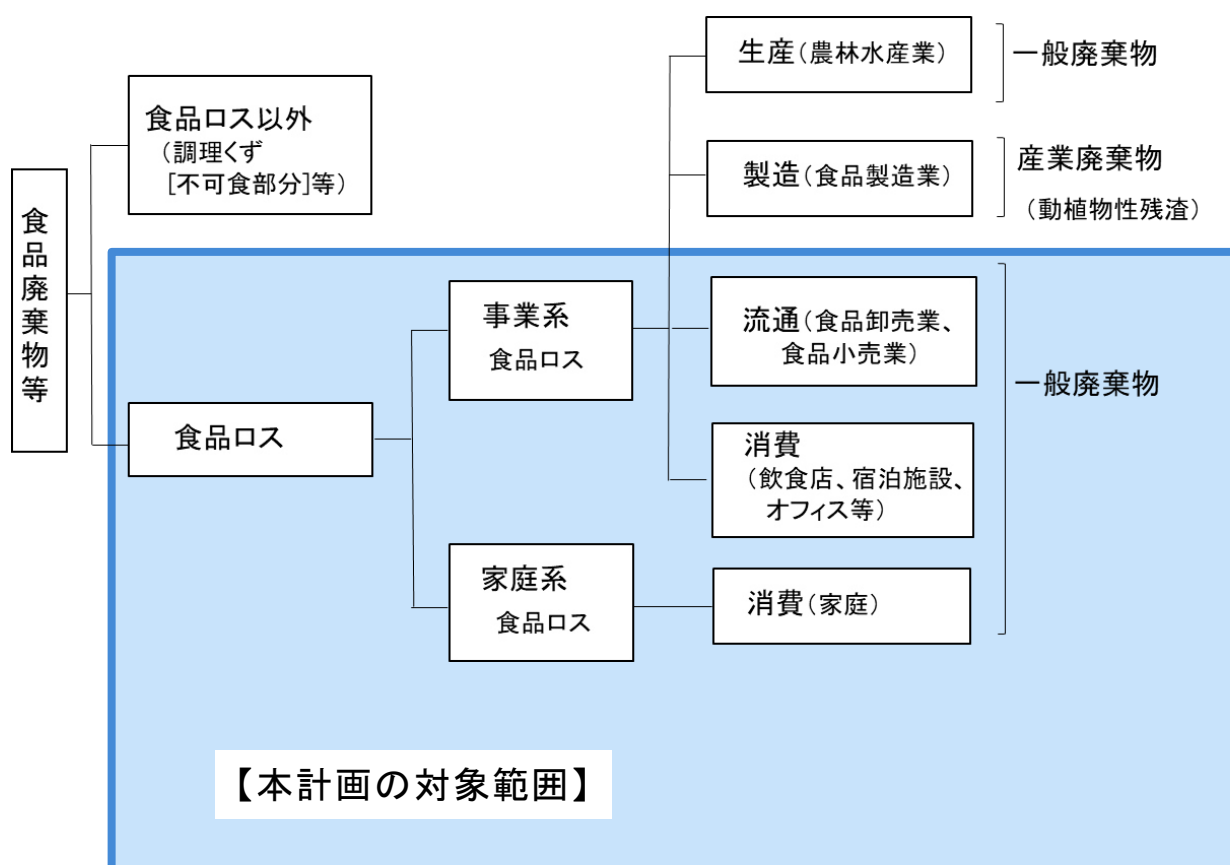 食品廃棄物等
食品ロス以外
（調理くず
[不可食部分]等）
食品ロス
事業系
食品ロス
家庭系
食品ロス
生産（農林水産業）
製造（食品製造業）
流通（食品卸売業、
食品小売業）
消費
（飲食店、宿泊施設、
オフィス等）
消費（家庭）
一般廃棄物
産業廃棄物
（動植物性残渣）
一般廃棄物
【本計画の対象範囲】